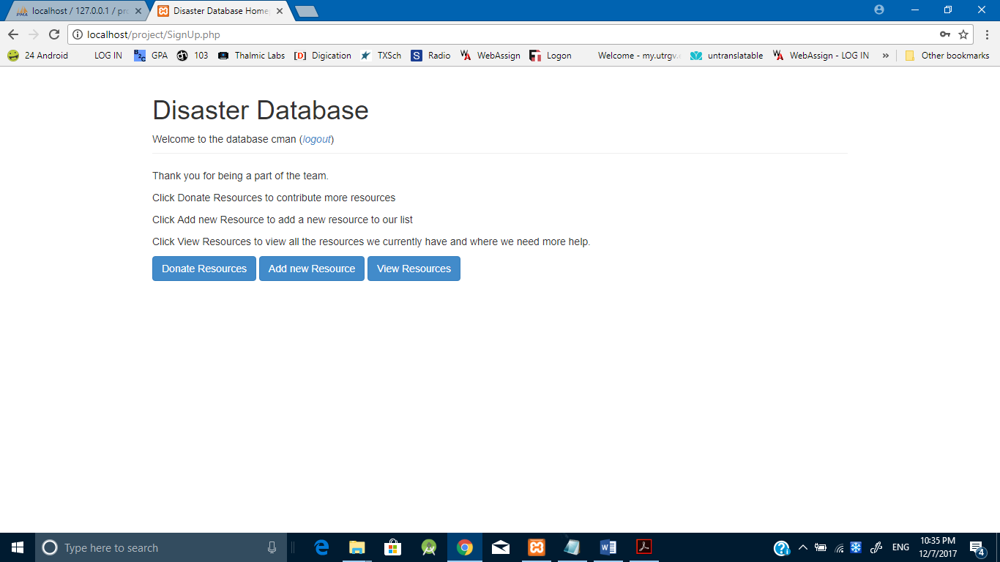 localhost / 127.0.0.1 / pro
Disaster Database Home
localhost/project/SignUp.php
24 Android LOG IN GPA 103 Thalmic Labs Digication TXSch Radio WebAssign Logon Welcome - my.utrgv. untranslatable WebAssign - LOG IN » Other bookmarks
Disaster Database
Welcome to the database cman (logout)
Thank you for being a part of the team.
Click Donate Resources to contribute more resources
Click Add new Resource to add a new resource to our list
Click View Resources to view all the resources we currently have and where we need more help.
Donate Resources Add new Resource View Resources
Type here to search
ENG
10:35 PM
12/7/2017
4